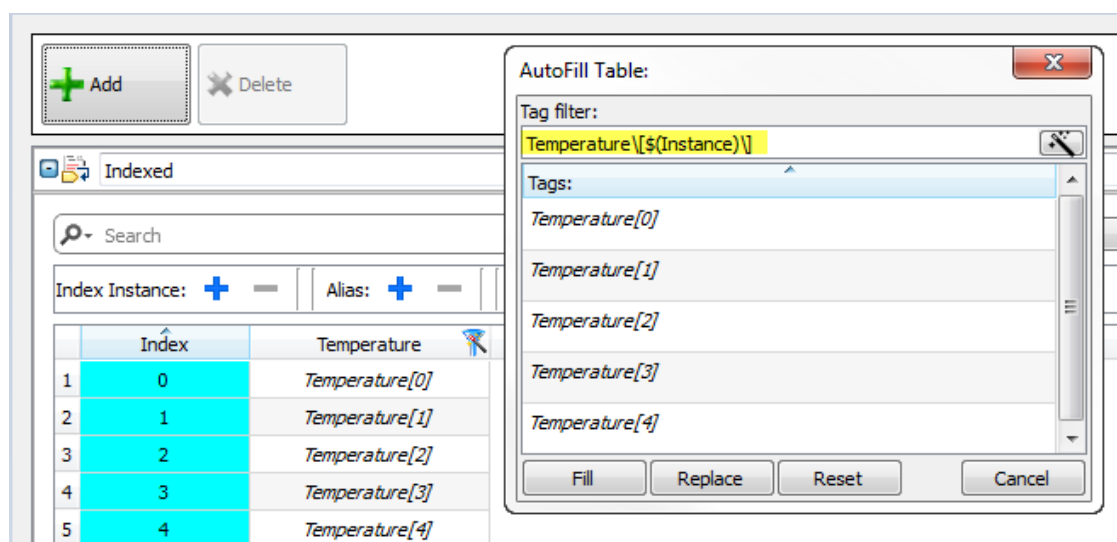 Add
Delete
Indexed
Search
Index Instance:
Alias:
Index Temperature
1 0 Temperature[0]
2 1 Temperature[1]
3 2 Temperature[2]
4 3 Temperature[3]
5 4 Temperature[4]
AutoFill Table:
Tag filter:
Temperature\[$(Instance)\]
Tags:
Temperature[0]
Temperature[1]
Temperature[2]
Temperature[3]
Temperature[4]
Fill Replace Reset Cancel